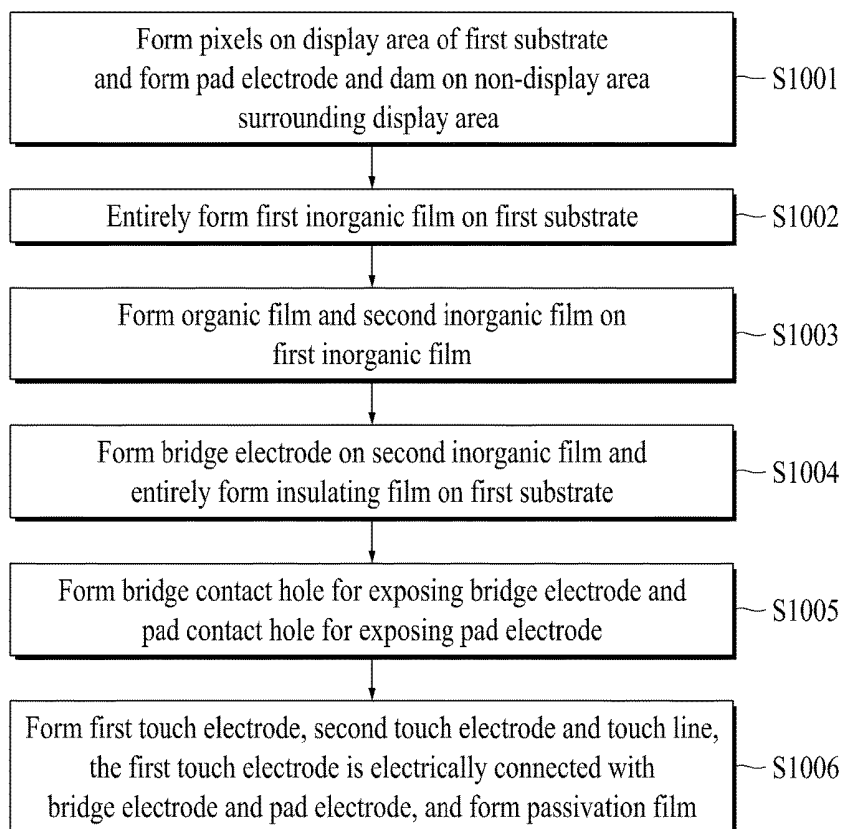 Form pixels on display area of first substrate
and form pad electrode and dam on non-display area
surrounding display area
S1001
Entirely form first inorganic film on first substrate
S1002
Form organic film and second inorganic film on
first inorganic film
S1003
Form bridge electrode on second inorganic film and
entirely form insulating film on first substrate
S1004
Form bridge contact hole for exposing bridge electrode and
pad contact hole for exposing pad electrode
S1005
Form first touch electrode, second touch electrode and touch line,
the first touch electrode is electrically connected with
bridge electrode and pad electrode, and form passivation film
S1006